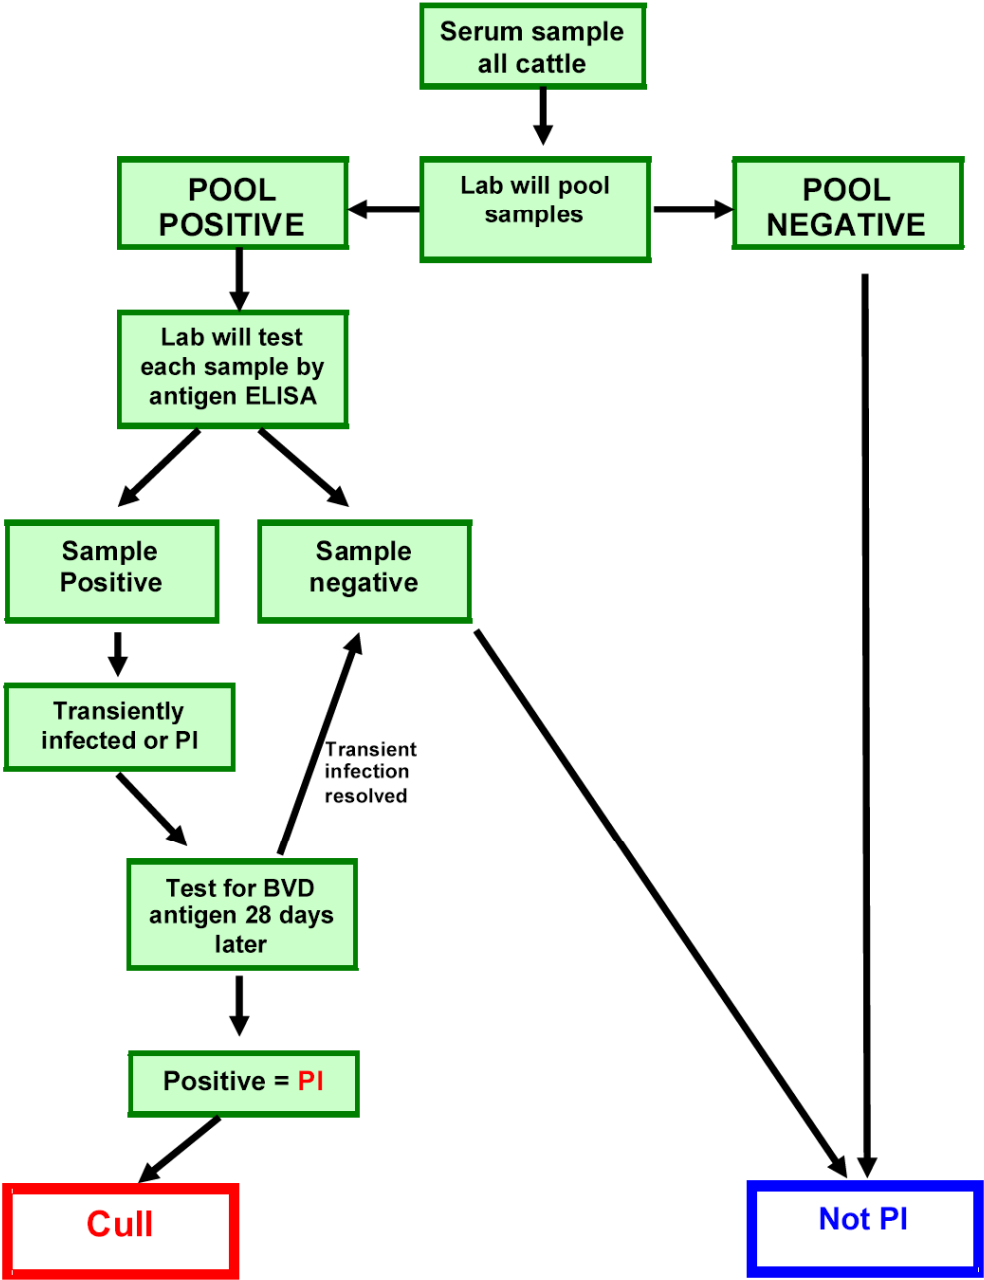 Serum sample
all cattle
POOL
POSITIVE
Lab will pool
samples
POOL
NEGATIVE
Lab will test
each sample by
antigen ELISA
Sample
Positive
Sample
negative
Transiently
infected or PI
Transient
infection
resolved
Test for BVD
antigen 28 days
later
Positive = PI
Cull
Not PI